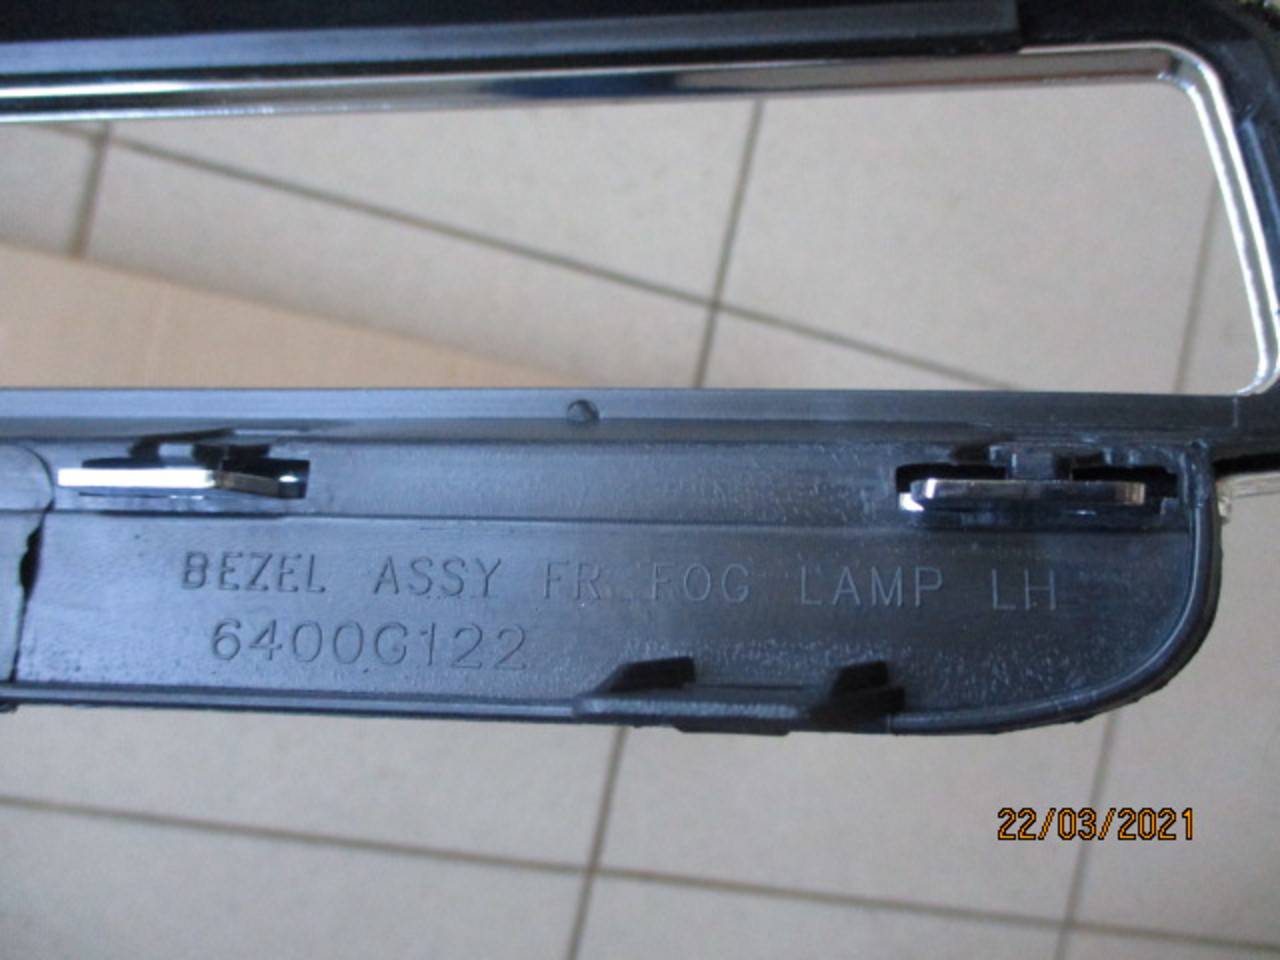 BEZEL ASSY FR FOG LAMP LH
6400G122
22/03/2021